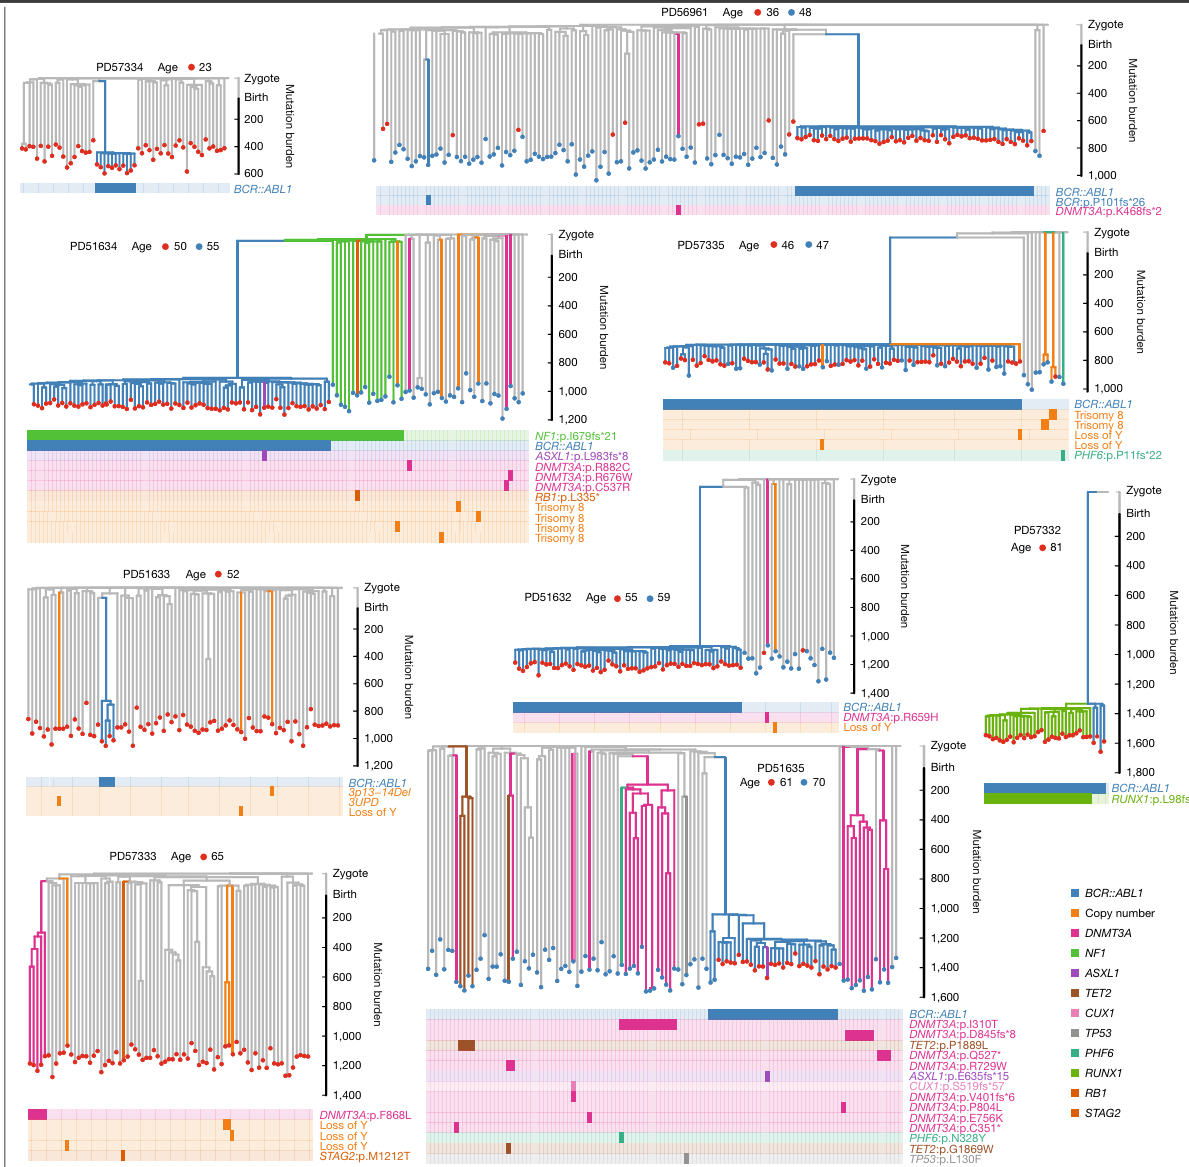 PD56961 Age 36 48
Zygote
Birth
200
400
600
800
1,000
Mutation burden
BCR::ABL1
BCR:p.P101fs*26
DNMT3A:p.K468fs*2
PD57334 Age 23
Zygote
Birth
200
400
600
Mutation burden
BCR::ABL1
PD51634 Age 50 55
Zygote
Birth
200
400
600
800
1,000
1,200
Mutation burden
NF1:p.I679fs*21
BCR::ABL1
ASXL1:p.L983fs*8
DNMT3A:p.R882C
DNMT3A:p.R676W
DNMT3A:p.C537R
RB1:p.L335*
Trisomy 8
Trisomy 8
Trisomy 8
Trisomy 8
PD57335 Age 46 47
Zygote
Birth
200
400
600
800
1,000
Mutation burden
BCR::ABL1
Trisomy 8
Trisomy 8
Loss of Y
Loss of Y
PHF6:p.P11fs*22
PD51632 Age 55 59
Zygote
Birth
200
400
600
800
1,000
1,200
1,400
Mutation burden
BCR::ABL1
DNMT3A:p.R659H
Loss of Y
PD57332
Age 81
Zygote
Birth
200
400
600
800
1,000
1,200
1,400
1,600
1,800
Mutation burden
BCR::ABL1
RUNX1:p.L98fs
PD51633 Age 52
Zygote
Birth
200
400
600
800
1,000
1,200
Mutation burden
BCR::ABL1
3p13–14Del
3UPD
Loss of Y
PD51635
Age 61 70
Zygote
Birth
200
400
600
800
1,000
1,200
1,400
1,600
Mutation burden
BCR::ABL1
DNMT3A:p.I310T
DNMT3A:p.D845fs*8
TET2:p.P1889L
DNMT3A:p.Q527*
DNMT3A:p.R729W
ASXL1:p.E635fs*15
CUX1:p.S519fs*57
DNMT3A:p.V401fs*6
DNMT3A:p.P804L
DNMT3A:p.E756K
DNMT3A:p.C351*
PHF6:p.N328Y
TET2:p.G1869W
TP53:p.L130F
PD57333 Age 65
Zygote
Birth
200
400
600
800
1,000
1,200
1,400
Mutation burden
DNMT3A:p.F868L
Loss of Y
Loss of Y
Loss of Y
STAG2:p.M1212T
BCR::ABL1
Copy number
DNMT3A
NF1
ASXL1
TET2
CUX1
TP53
PHF6
RUNX1
RB1
STAG2